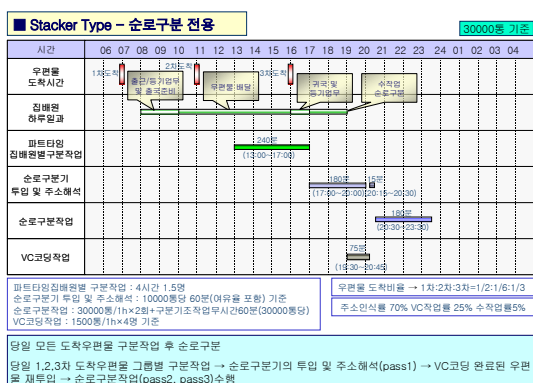 ■ Stacker Type – 순로구분 전용
30000통 기준
시간 06 07 08 09 10 11 12 13 14 15 16 17 18 19 20 21 22 23 24 01 02 03 04
우편물
도착시간
1차도착
2차도착
3차도착
출근/등기업무
및 출국준비
우편물 배달
귀국 및
등기업무
수작업
순로구분
집배원
하루일과
파트타임
집배원별구분작업
240분
(13:00~17:00)
순로구분기
투입 및 주소해석
180분
(17:00~20:00)
15분
(20:15~20:30)
순로구분작업
180분
(20:30~23:30)
VC코딩작업
75분
(19:30~20:45)
파트타임집배원별 구분작업 : 4시간 1.5명
순로구분기 투입 및 주소해석 : 10000통당 60분(여유율 포함) 기준
순로구분작업 : 30000통/1h×2회+구분기조작업무시간60분(30000통당)
VC코딩작업 : 1500통/1h×4명 기준
우편물 도착비율 → 1차:2차:3차=1/2:1/6:1/3
주소인식률 70% VC작업률 25% 수작업률5%
당일 모든 도착우편물 구분작업 후 순로구분
당일 1,2,3차 도착우편물 그룹별 구분작업 → 순로구분기의 투입 및 주소해석(pass1) → VC코딩 완료된 우편
물 재투입 → 순로구분작업(pass2, pass3)수행